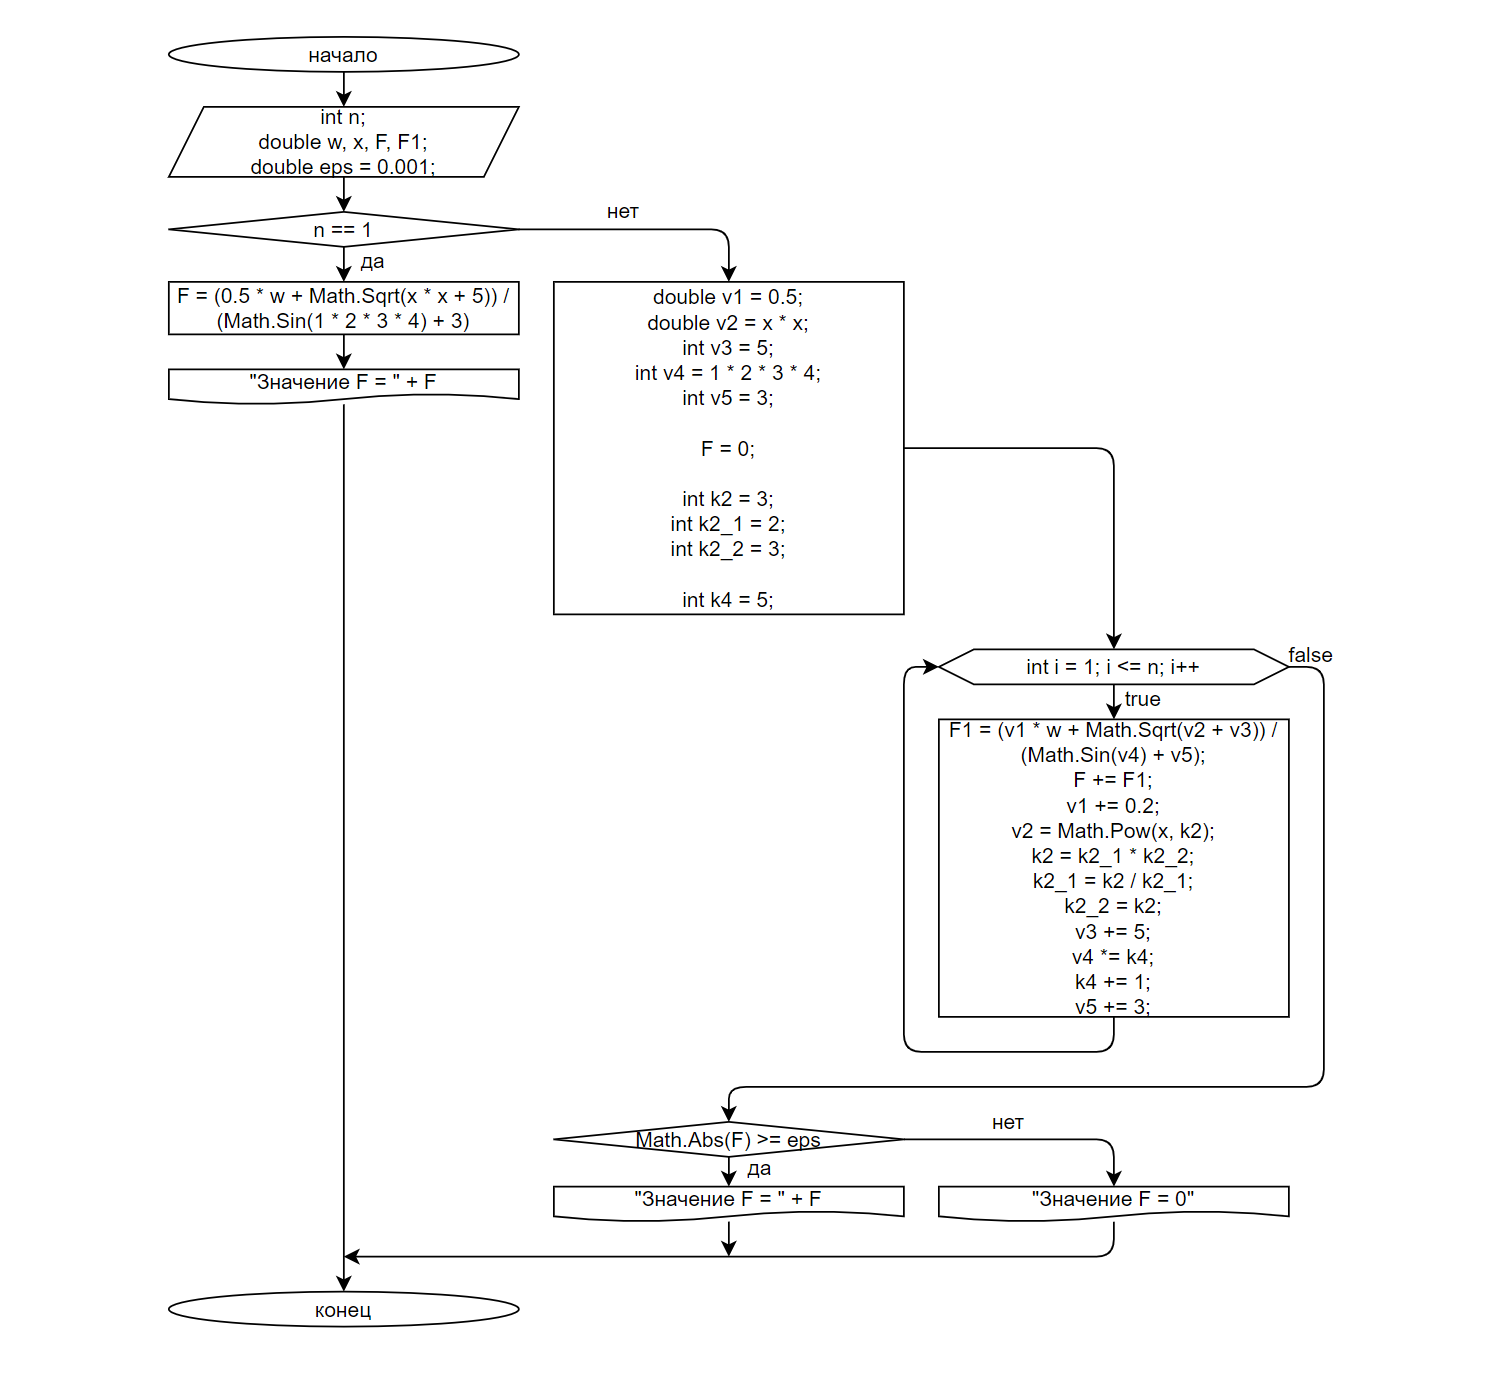 начало
int n;
double w, x, F, F1;
double eps = 0.001;
n == 1
нет
да
F = (0.5 * w + Math.Sqrt(x * x + 5)) /
(Math.Sin(1 * 2 * 3 * 4) + 3)
"Значение F = " + F
double v1 = 0.5;
double v2 = x * x;
int v3 = 5;
int v4 = 1 * 2 * 3 * 4;
int v5 = 3;
F = 0;
int k2 = 3;
int k2_1 = 2;
int k2_2 = 3;
int k4 = 5;
int i = 1; i <= n; i++
false
true
F1 = (v1 * w + Math.Sqrt(v2 + v3)) /
(Math.Sin(v4) + v5);
F += F1;
v1 += 0.2;
v2 = Math.Pow(x, k2);
k2 = k2_1 * k2_2;
k2_1 = k2 / k2_1;
k2_2 = k2;
v3 += 5;
v4 *= k4;
k4 += 1;
v5 += 3;
Math.Abs(F) >= eps
нет
да
"Значение F = " + F
"Значение F = 0"
конец